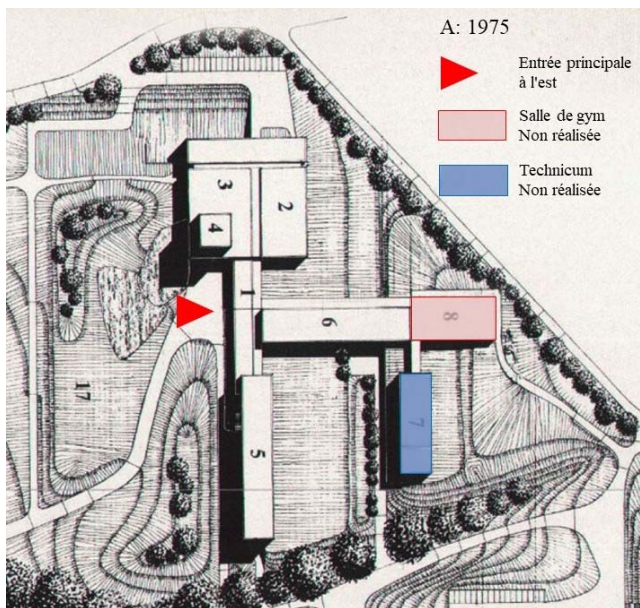 A: 1975
Entrée principale
à l'est
Salle de gym
Non réalisée
Technicum
Non réalisée
3
2
4
1
6
8
17
7
5